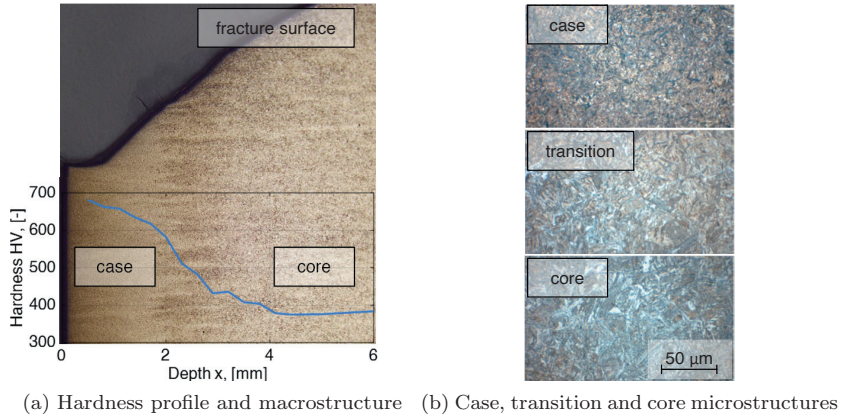 fracture surface
700
600
500
400
300
Hardness HV, [-]
case
core
0
2
4
6
Depth x, [mm]
(a) Hardness profile and macrostructure
case
transition
core
50 μm
(b) Case, transition and core microstructures